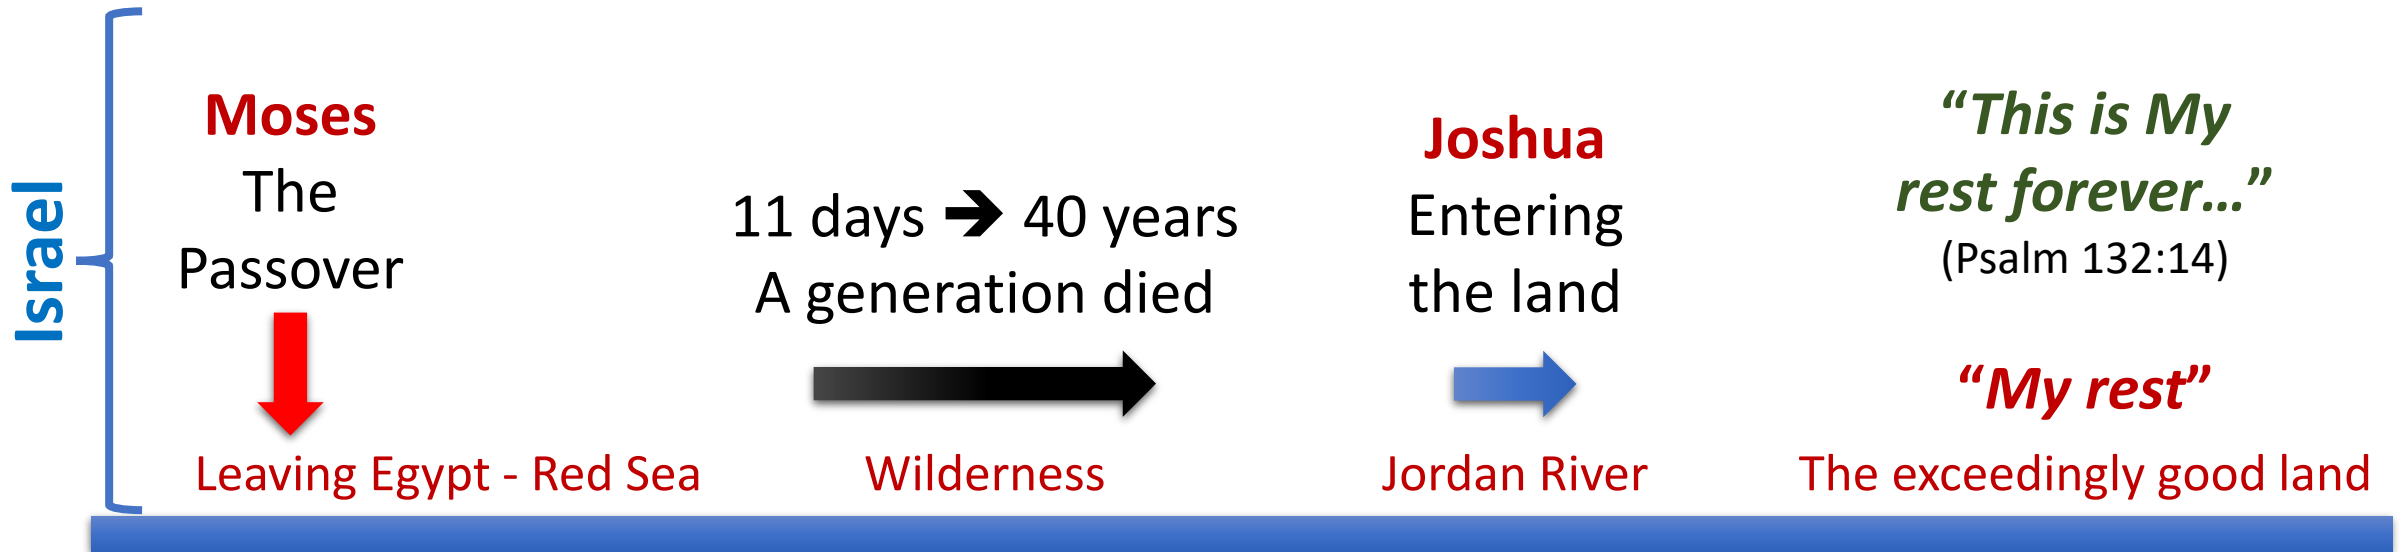 Israel
Moses
The
Passover
Leaving Egypt - Red Sea
11 days ➔ 40 years
A generation died
Wilderness
Joshua
Entering
the land
Jordan River
“This is My
rest forever…”
(Psalm 132:14)
“My rest”
The exceedingly good land